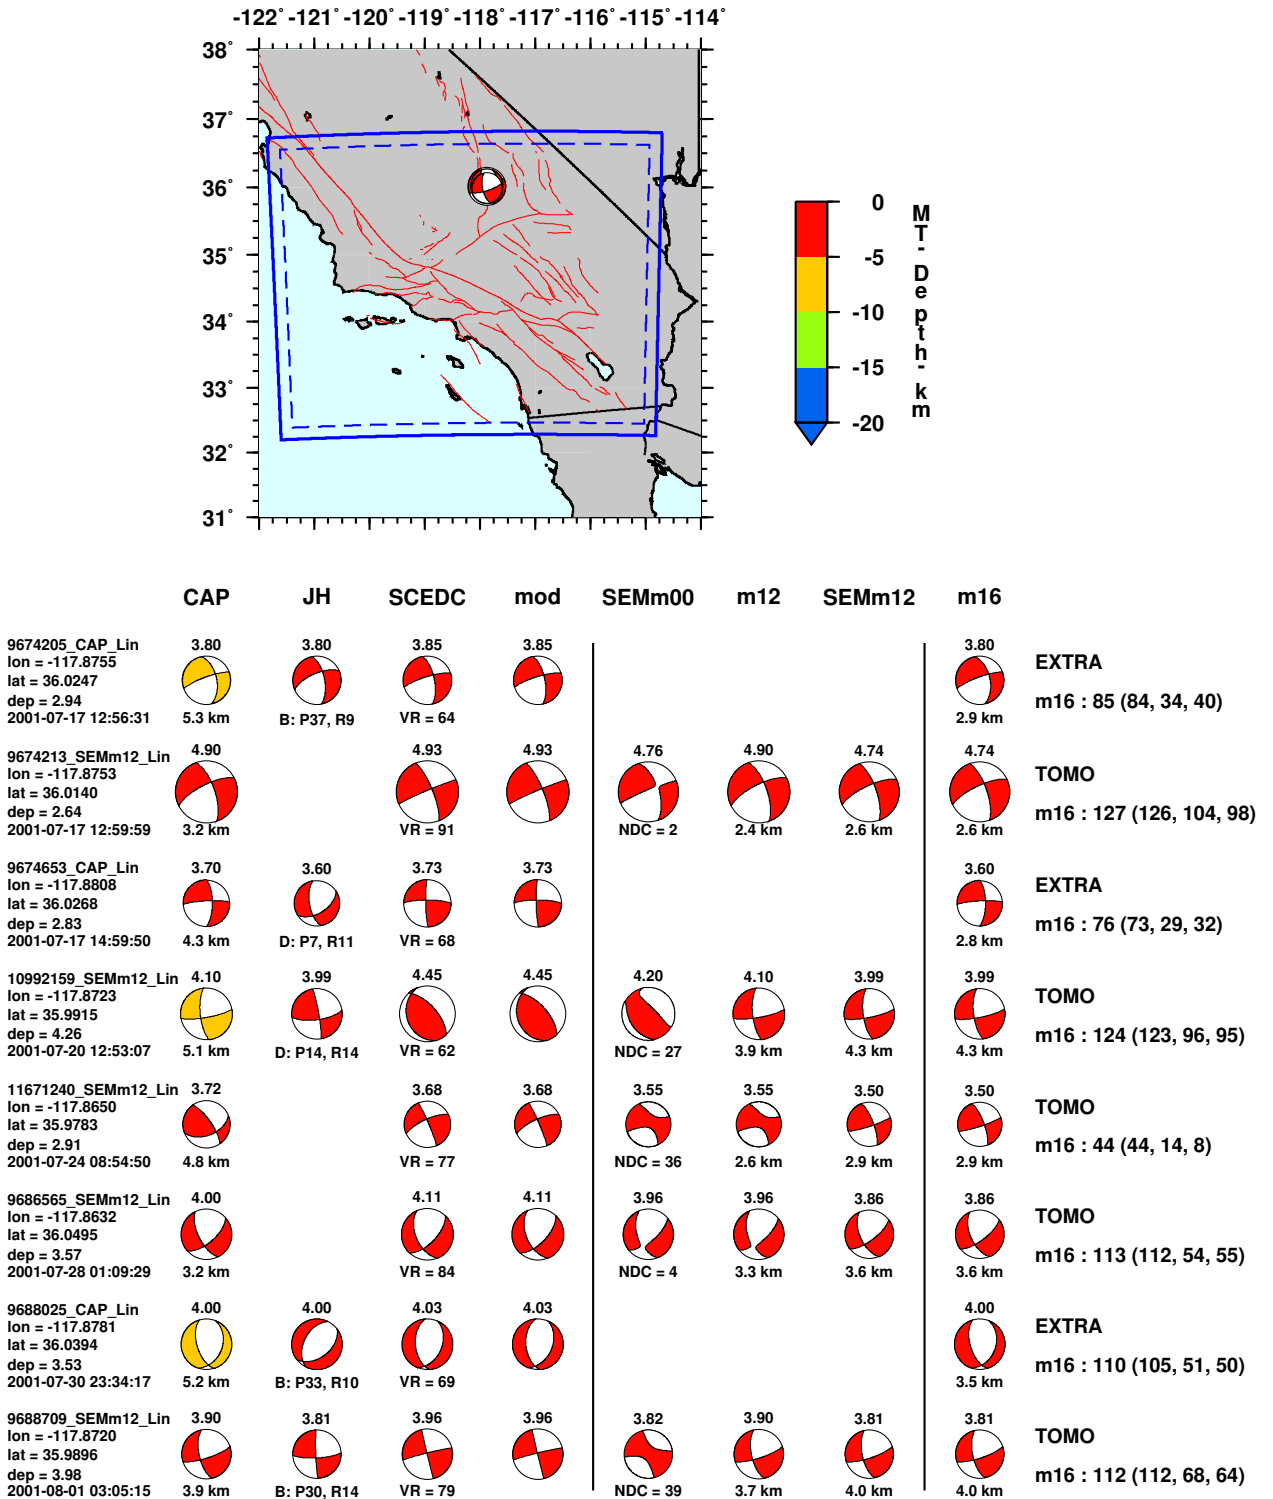 -122° -121° -120° -119° -118° -117° -116° -115° -114°
38°
37°
36°
35°
34°
33°
32°
31°
0
-5
-10
-15
-20
MT-Depth-km
CAP JH SCEDC mod SEMm00 m12 SEMm12 m16
9674205_CAP_Lin 3.80 3.80 3.85 3.85 3.80
lon = -117.8755
lat = 36.0247
dep = 2.94
2001-07-17 12:56:31 5.3 km B: P37, R9 VR = 64 2.9 km
EXTRA
m16 : 85 (84, 34, 40)
9674213_SEMm12_Lin 4.90 4.93 4.93 4.76 4.90 4.74 4.74
lon = -117.8753
lat = 36.0140
dep = 2.64
2001-07-17 12:59:59 3.2 km VR = 91 NDC = 2 2.4 km 2.6 km 2.6 km
TOMO
m16 : 127 (126, 104, 98)
9674653_CAP_Lin 3.70 3.60 3.73 3.73 3.60
lon = -117.8808
lat = 36.0268
dep = 2.83
2001-07-17 14:59:50 4.3 km D: P7, R11 VR = 68 2.8 km
EXTRA
m16 : 76 (73, 29, 32)
10992159_SEMm12_Lin 4.10 3.99 4.45 4.45 4.20 4.10 3.99 3.99
lon = -117.8723
lat = 35.9915
dep = 4.26
2001-07-20 12:53:07 5.1 km D: P14, R14 VR = 62 NDC = 27 3.9 km 4.3 km 4.3 km
TOMO
m16 : 124 (123, 96, 95)
11671240_SEMm12_Lin 3.72 3.68 3.68 3.55 3.55 3.50 3.50
lon = -117.8650
lat = 35.9783
dep = 2.91
2001-07-24 08:54:50 4.8 km VR = 77 NDC = 36 2.6 km 2.9 km 2.9 km
TOMO
m16 : 44 (44, 14, 8)
9686565_SEMm12_Lin 4.00 4.11 4.11 3.96 3.96 3.86 3.86
lon = -117.8632
lat = 36.0495
dep = 3.57
2001-07-28 01:09:29 3.2 km VR = 84 NDC = 4 3.3 km 3.6 km 3.6 km
TOMO
m16 : 113 (112, 54, 55)
9688025_CAP_Lin 4.00 4.00 4.03 4.03 4.00
lon = -117.8781
lat = 36.0394
dep = 3.53
2001-07-30 23:34:17 5.2 km B: P33, R10 VR = 69 3.5 km
EXTRA
m16 : 110 (105, 51, 50)
9688709_SEMm12_Lin 3.90 3.81 3.96 3.96 3.82 3.90 3.81 3.81
lon = -117.8720
lat = 35.9896
dep = 3.98
2001-08-01 03:05:15 3.9 km B: P30, R14 VR = 79 NDC = 39 3.7 km 4.0 km 4.0 km
TOMO
m16 : 112 (112, 68, 64)